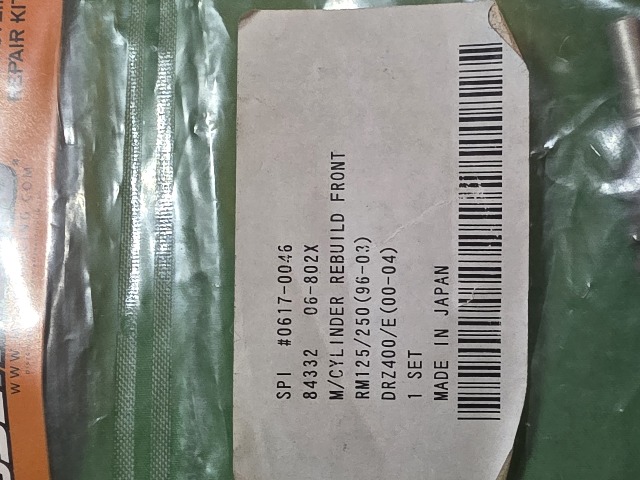 REPAIR KIT
SPI #0617-0046
84332 06-802X
M/CYLINDER REBUILD FRONT
RM125/250(96-03)
DRZ400/E(00-04)
1 SET
MADE IN JAPAN